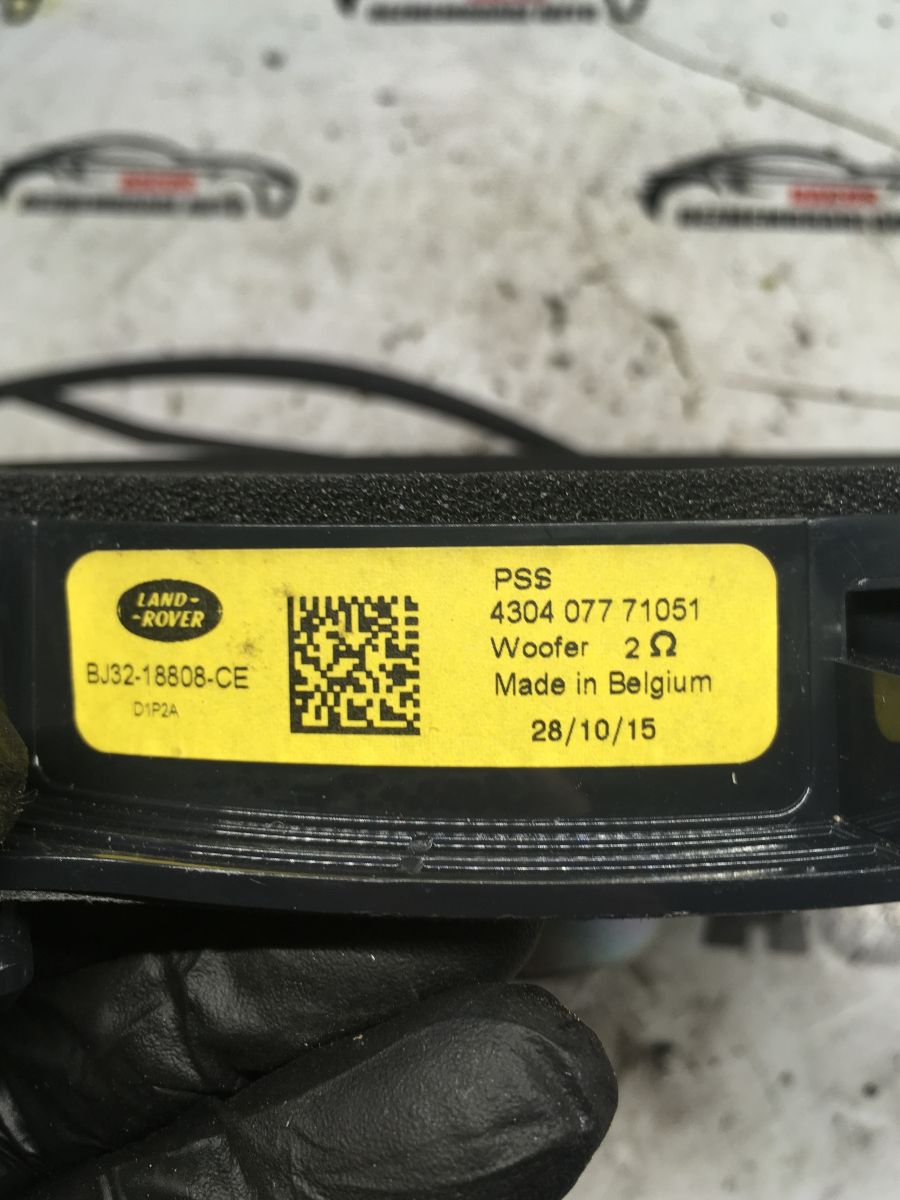 LAND-
-ROVER
BJ32-18808-CE
D1P2A
PSS
4304 077 71051
Woofer 2 Ω
Made in Belgium
28/10/15